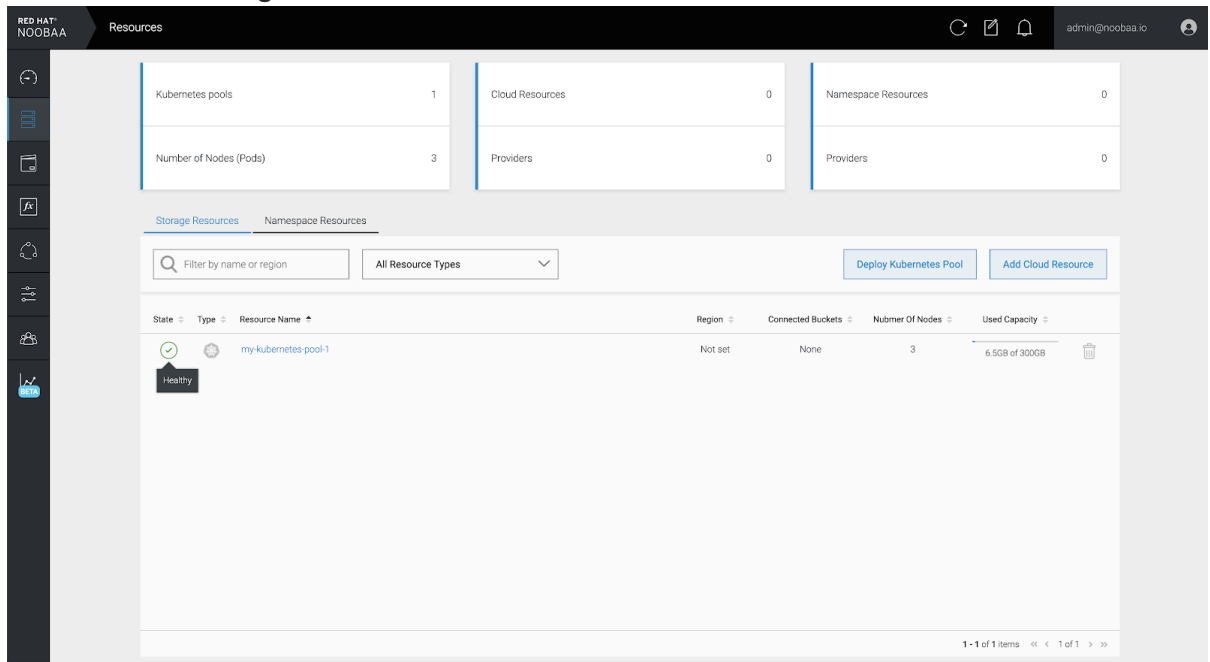 RED HAT®
NOOBAA
Resources
admin@noobaa.io
Kubernetes pools 1
Number of Nodes (Pods) 3
Cloud Resources 0
Providers 0
Namespace Resources 0
Providers 0
Storage Resources Namespace Resources
Filter by name or region All Resource Types Deploy Kubernetes Pool Add Cloud Resource
State Type Resource Name Region Connected Buckets Nubmer Of Nodes Used Capacity
my-kubernetes-pool-1 Not set None 3 6.5GB of 300GB
Healthy
fx
BETA
1 - 1 of 1 items « < 1 of 1 > »